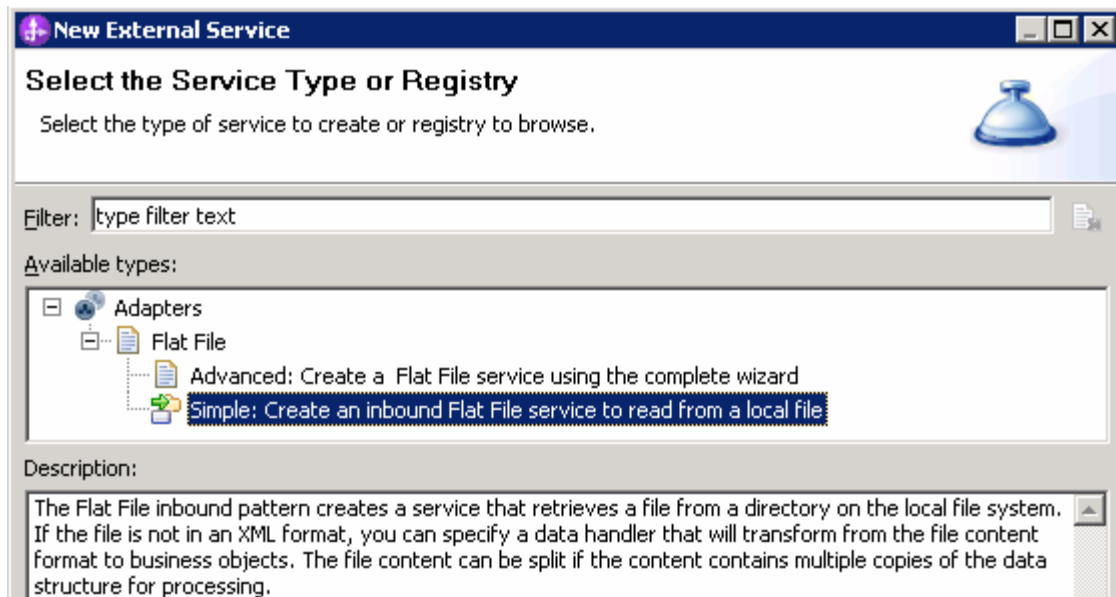 New External Service
Select the Service Type or Registry
Select the type of service to create or registry to browse.
Filter: type filter text
Available types:
Adapters
Flat File
Advanced: Create a Flat File service using the complete wizard
Simple: Create an inbound Flat File service to read from a local file
Description:
The Flat File inbound pattern creates a service that retrieves a file from a directory on the local file system.
If the file is not in an XML format, you can specify a data handler that will transform from the file content
format to business objects. The file content can be split if the content contains multiple copies of the data
structure for processing.